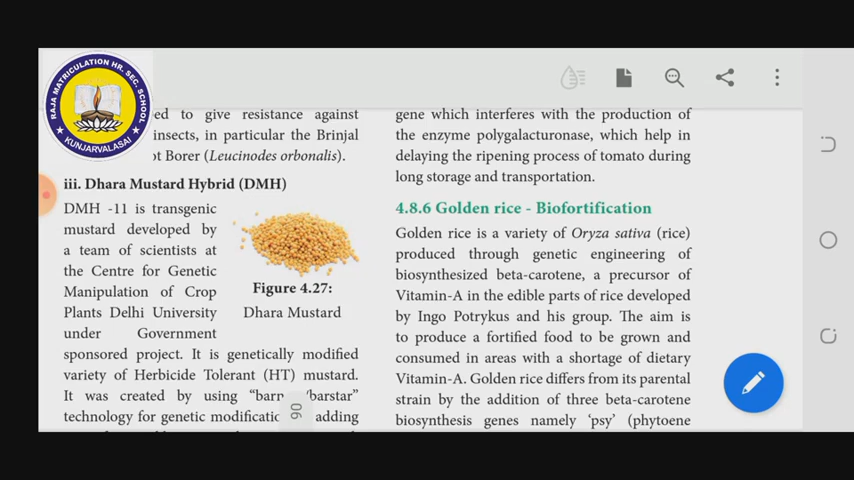 RAJA MATRICULATION HR. SEC. SCHOOL
KUNJARVALASAI
to give resistance against
insects, in particular the Brinjal
Borer (Leucinodes orbonalis).
iii. Dhara Mustard Hybrid (DMH)
DMH -11 is transgenic
mustard developed by
a team of scientists at
the Centre for Genetic
Manipulation of Crop
Plants Delhi University
under Government
sponsored project. It is genetically modified
variety of Herbicide Tolerant (HT) mustard.
It was created by using "barr /barstar"
technology for genetic modificatio adding
Figure 4.27:
Dhara Mustard
90
gene which interferes with the production of
the enzyme polygalacturonase, which help in
delaying the ripening process of tomato during
long storage and transportation.
4.8.6 Golden rice - Biofortification
Golden rice is a variety of Oryza sativa (rice)
produced through genetic engineering of
biosynthesized beta-carotene, a precursor of
Vitamin-A in the edible parts of rice developed
by Ingo Potrykus and his group. The aim is
to produce a fortified food to be grown and
consumed in areas with a shortage of dietary
Vitamin-A. Golden rice differs from its parental
strain by the addition of three beta-carotene
biosynthesis genes namely 'psy' (phytoene